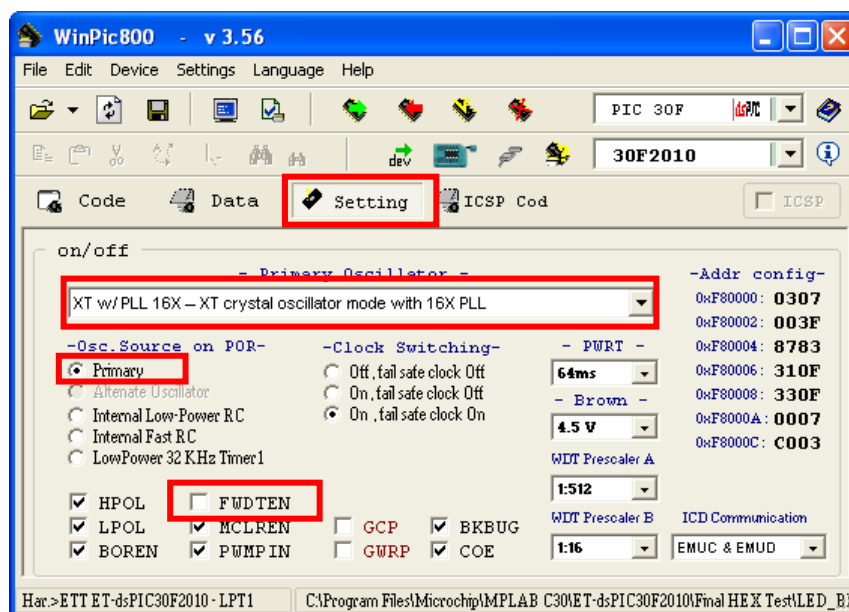 WinPic800 - v 3.56
File Edit Device Settings Language Help
PIC 30F dsPIC
dev 30F2010
Code Data Setting ICSP Cod ICSP
on/off
- Primary Oscillator -
-Addr config-
XT w/ PLL 16X – XT crystal oscillator mode with 16X PLL
0xF80000: 0307
0xF80002: 003F
0xF80004: 8783
0xF80006: 310F
0xF80008: 330F
0xF8000A: 0007
0xF8000C: C003
-Osc.Source on POR-
Primary
Altenate Oscillator
Internal Low-Power RC
Internal Fast RC
LowPower 32 KHz Timer1
-Clock Switching-
Off ,fail safe clock Off
On ,fail safe clock Off
On ,fail safe clock On
- PWRT -
64ms
- Brown -
4.5 V
WDT Prescaler A
1:512
WDT Prescaler B
1:16
ICD Communication
EMUC & EMUD
HPOL FWDTEN
LPOL MCLREN GCP BKBUG
BOREN PWMPIN GWRP COE
Har.>ETT ET-dsPIC30F2010 - LPT1 C:\Program Files\Microchip\MPLAB C30\ET-dsPIC30F2010\Final HEX Test\LED_